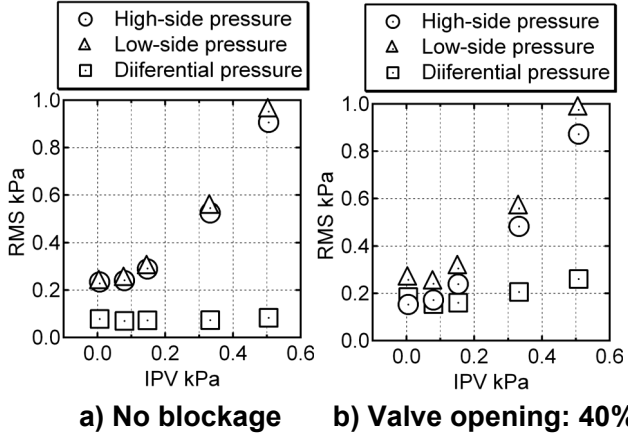 High-side pressure
Low-side pressure
Diiferential pressure
1.0
0.8
0.6
0.4
0.2
0.0
RMS kPa
0.0 0.2 0.4 0.6
IPV kPa
a) No blockage
High-side pressure
Low-side pressure
Diiferential pressure
1.0
0.8
0.6
0.4
0.2
0.0
RMS kPa
0.0 0.2 0.4 0.6
IPV kPa
b) Valve opening: 40%